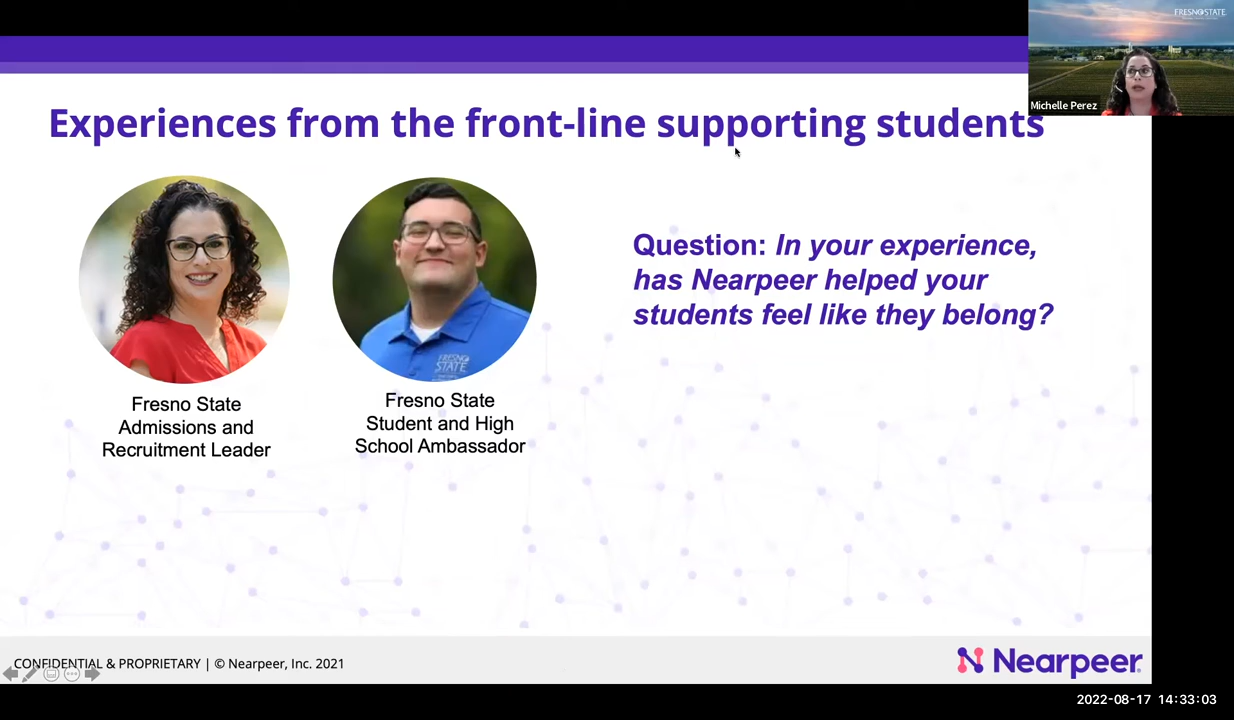 FRESNO STATE
Michelle Perez
Experiences from the front-line supporting students
Question: In your experience,
has Nearpeer helped your
students feel like they belong?
FRESNO
STATE
Fresno State
Admissions and
Recruitment Leader
Fresno State
Student and High
School Ambassador
CONFIDENTIAL & PROPRIETARY | © Nearpeer, Inc. 2021
Nearpeer
2022-08-17 14:33:03